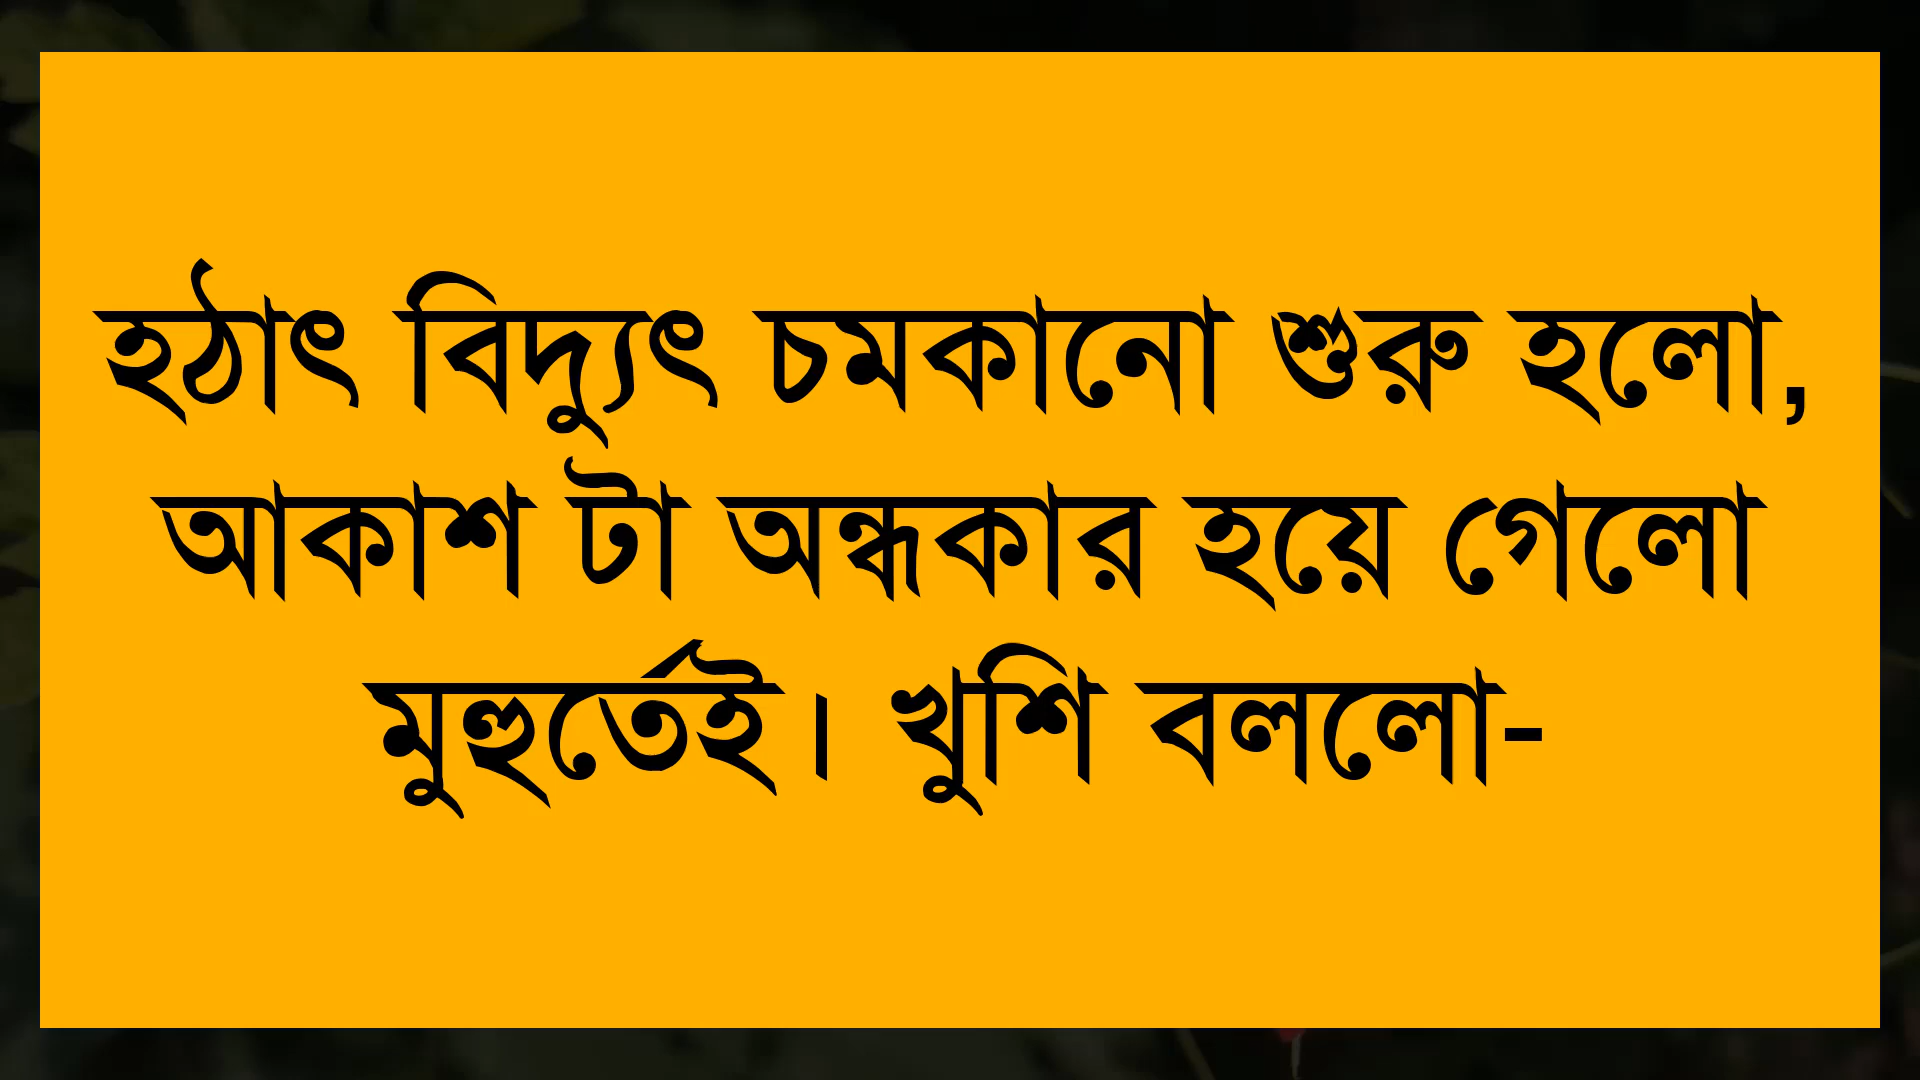 হঠাৎ বিদ্যুৎ চমকানো শুরু হলো,
আকাশ টা অন্ধকার হয়ে গেলো
মুহুর্তেই। খুশি বললো-